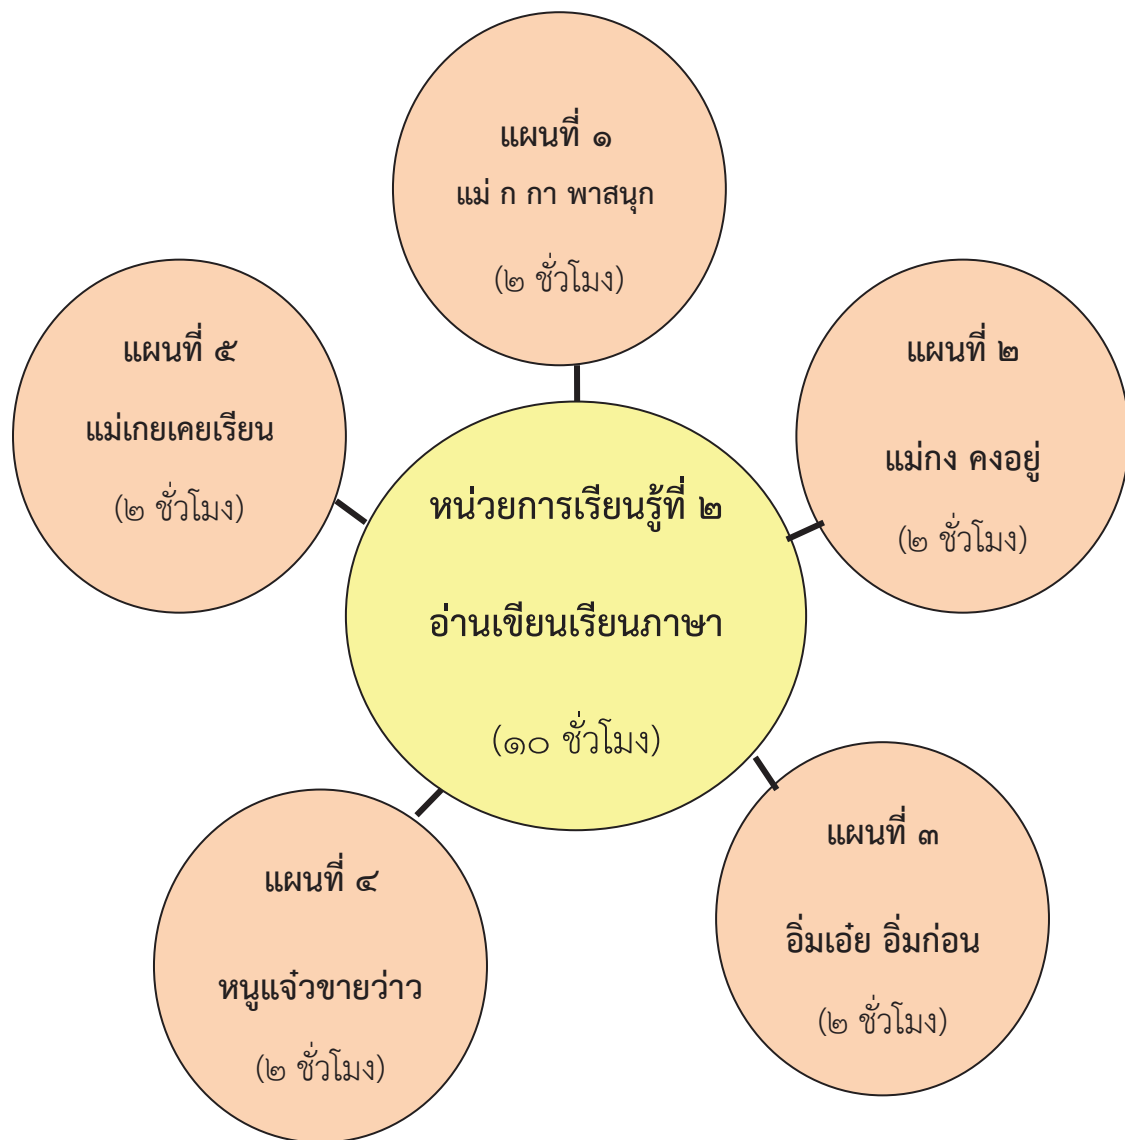 แผนที่ ๑
แม่ ก กา พาสนุก
(๒ ชั่วโมง)
แผนที่ ๕
แม่เกยเคยเรียน
(๒ ชั่วโมง)
แผนที่ ๒
แม่กง คงอยู่
(๒ ชั่วโมง)
หน่วยการเรียนรู้ที่ ๒
อ่านเขียนเรียนภาษา
(๑๐ ชั่วโมง)
แผนที่ ๔
หนูแจ๋วขายว่าว
(๒ ชั่วโมง)
แผนที่ ๓
อิ่มเอ๋ย อิ่มก่อน
(๒ ชั่วโมง)